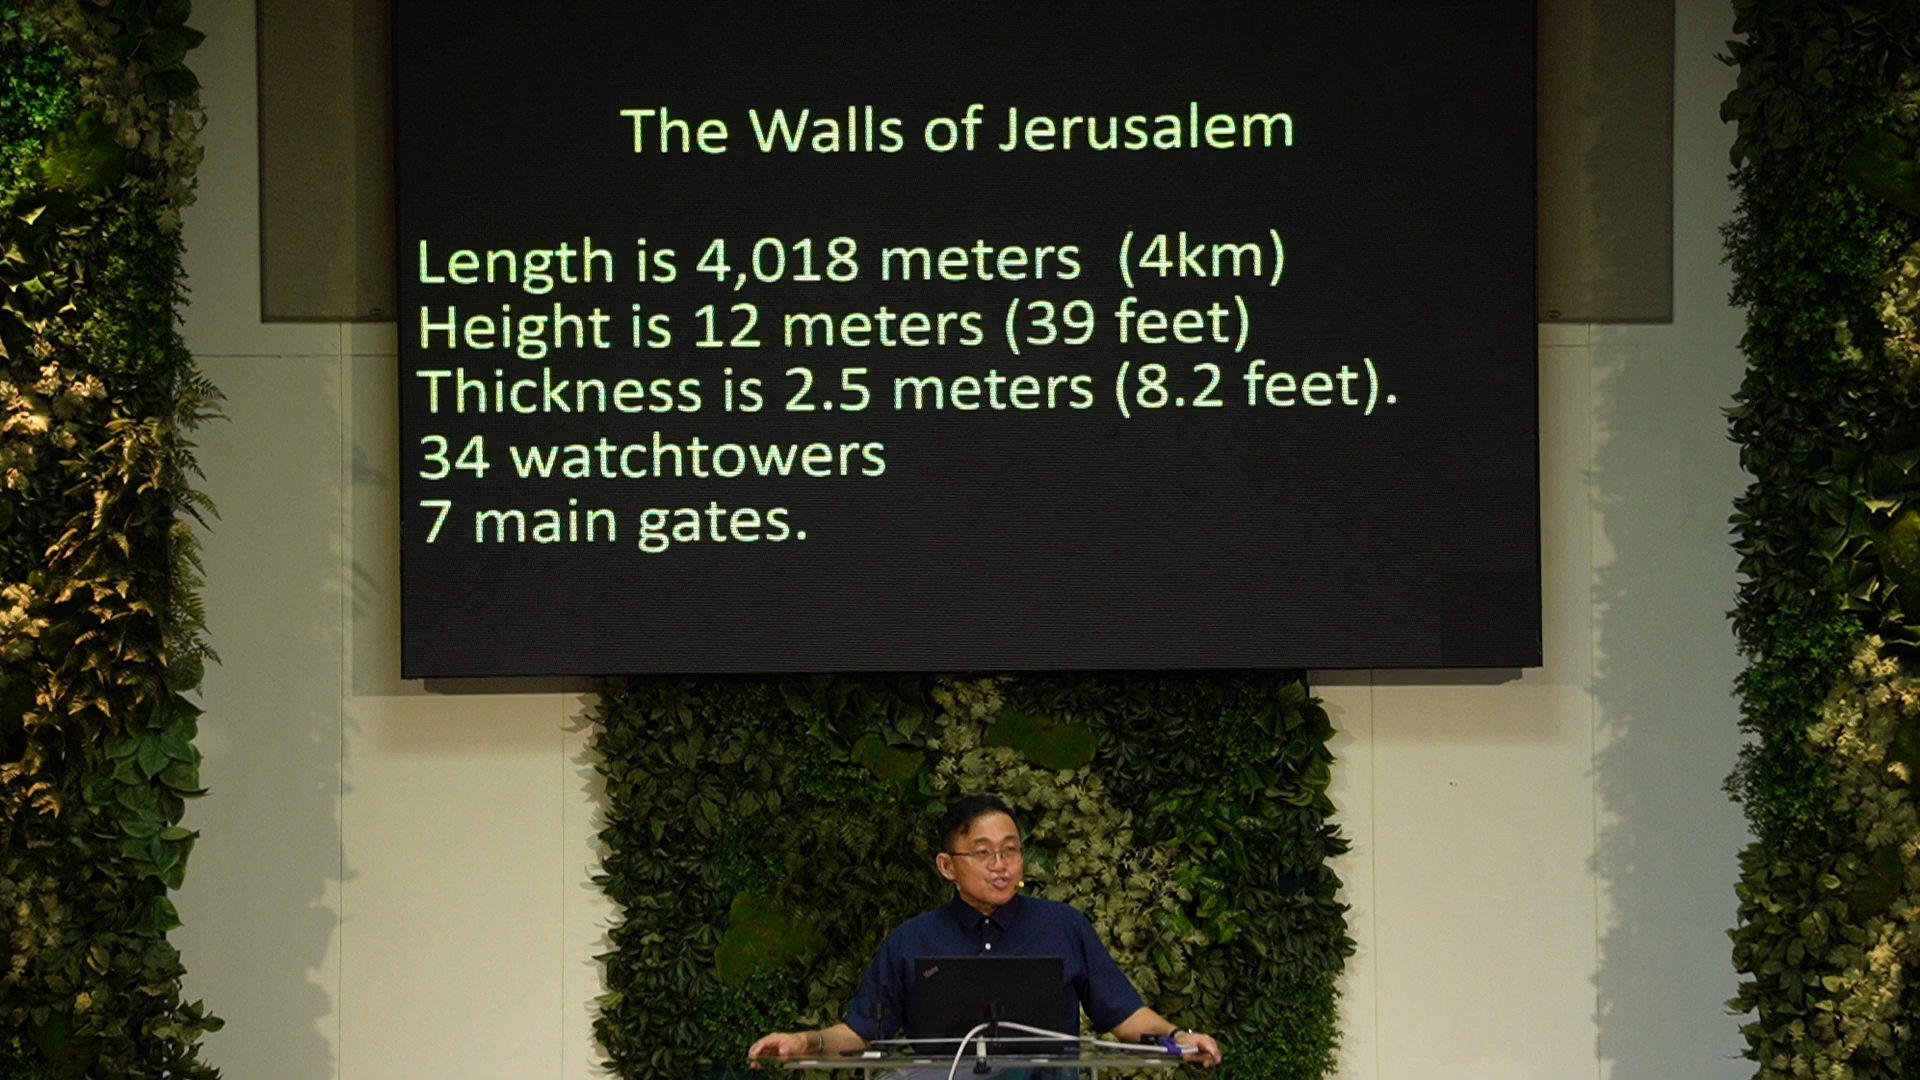 The Walls of Jerusalem
Length is 4,018 meters (4km)
Height is 12 meters (39 feet)
Thickness is 2.5 meters (8.2 feet).
34 watchtowers
7 main gates.
ThinkPad